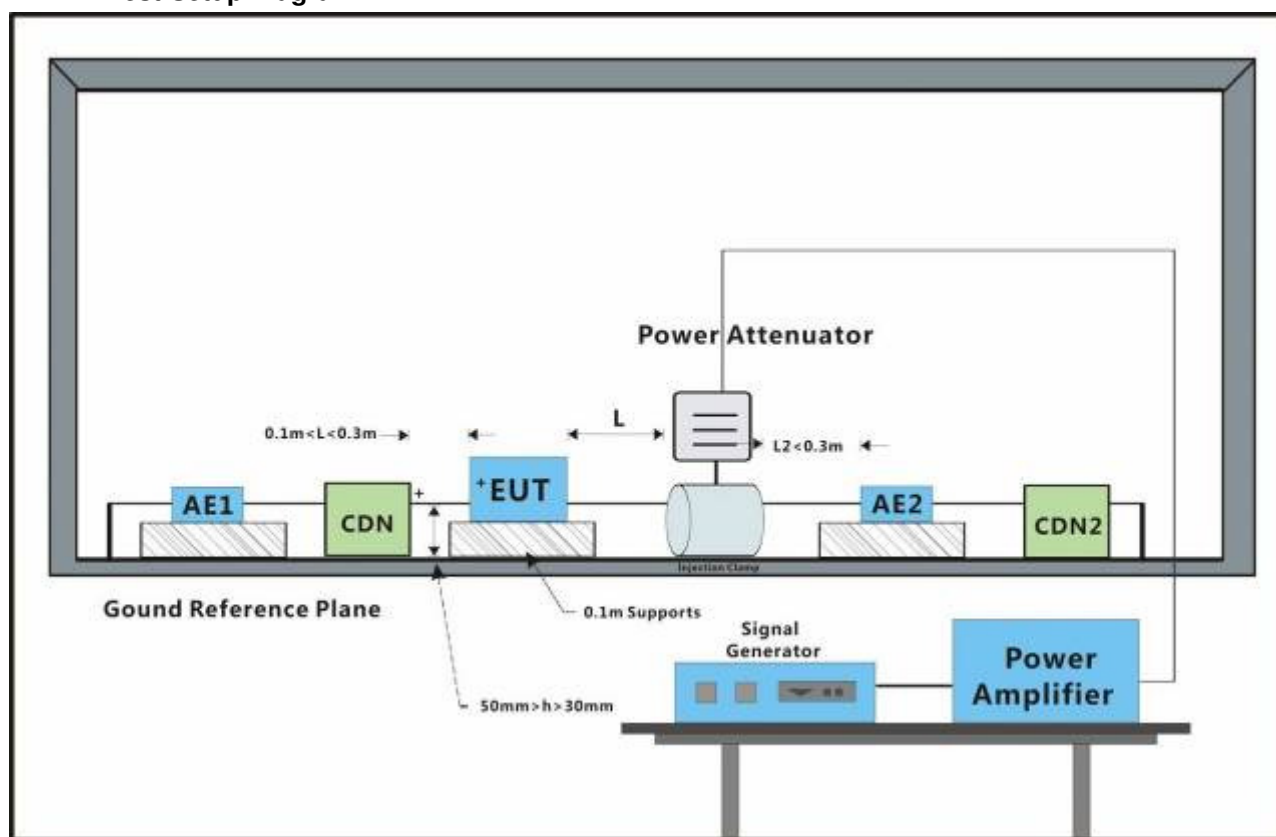 Power Attenuator
0.1m<L<0.3m
L
L2<0.3m
AE1
CDN
+
+EUT
AE2
CDN2
Injection Clamp
Gound Reference Plane
0.1m Supports
Signal
Generator
Power
Amplifier
50mm>h>30mm